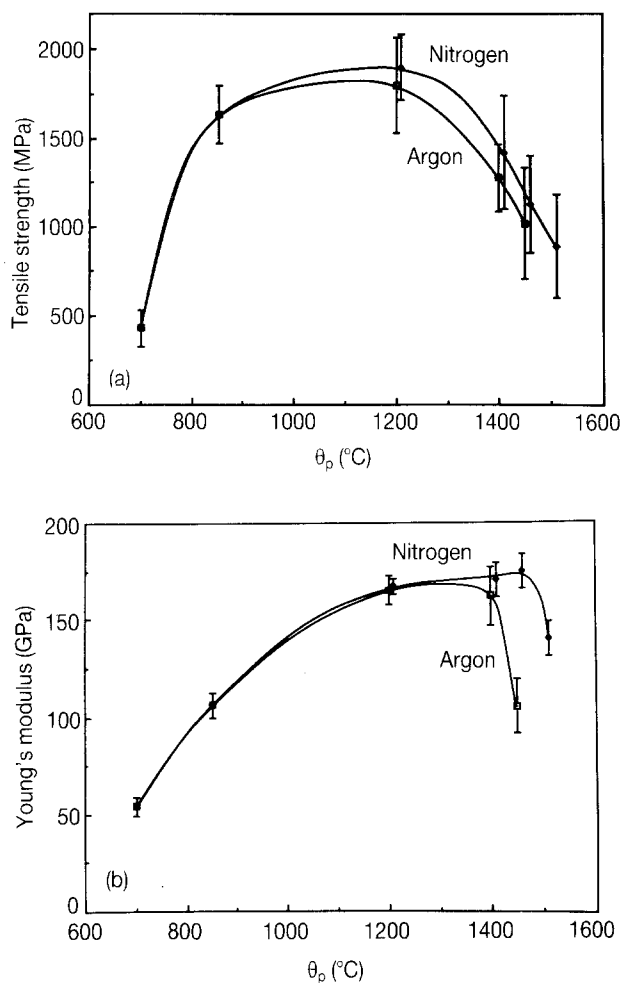 2000
1500
1000
500
0
Tensile strength (MPa)
Nitrogen
Argon
(a)
600 800 1000 1200 1400 1600
θp (°C)
200
150
100
50
0
Young's modulus (GPa)
Nitrogen
Argon
(b)
600 800 1000 1200 1400 1600
θp (°C)